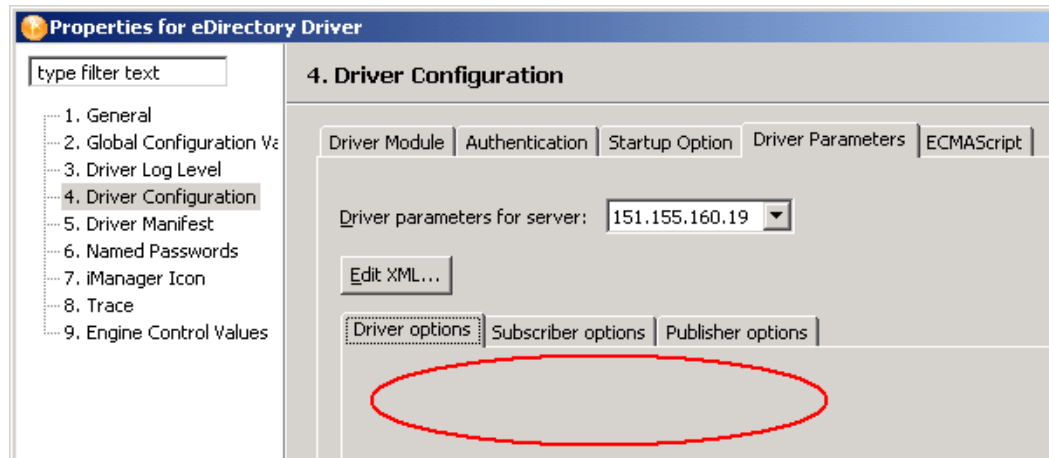 Properties for eDirectory Driver
type filter text
1. General
2. Global Configuration Va
3. Driver Log Level
4. Driver Configuration
5. Driver Manifest
6. Named Passwords
7. iManager Icon
8. Trace
9. Engine Control Values
4. Driver Configuration
Driver Module Authentication Startup Option Driver Parameters ECMAScript
Driver parameters for server: 151.155.160.19
Edit XML...
Driver options Subscriber options Publisher options